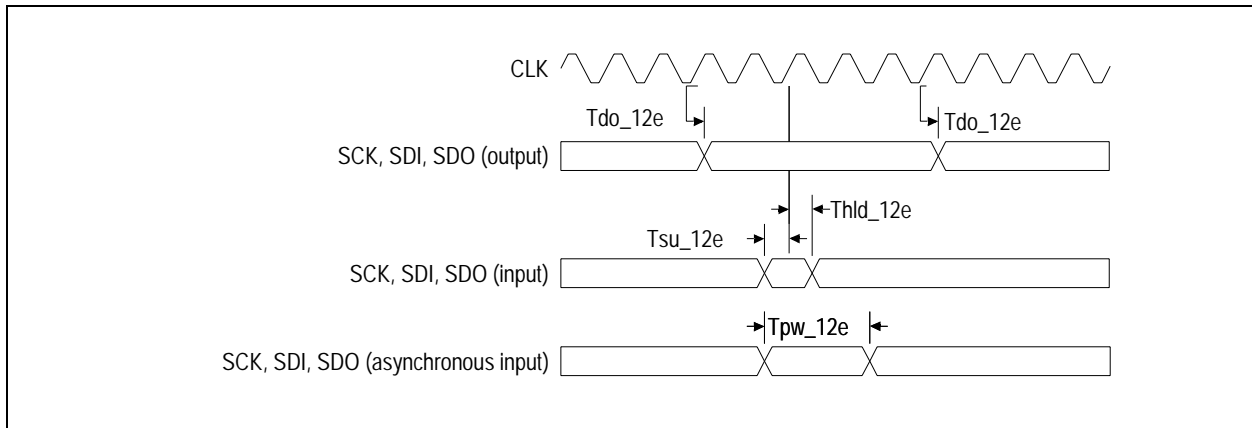 CLK
Tdo_12e
Tdo_12e
SCK, SDI, SDO (output)
Thld_12e
Tsu_12e
SCK, SDI, SDO (input)
Tpw_12e
SCK, SDI, SDO (asynchronous input)